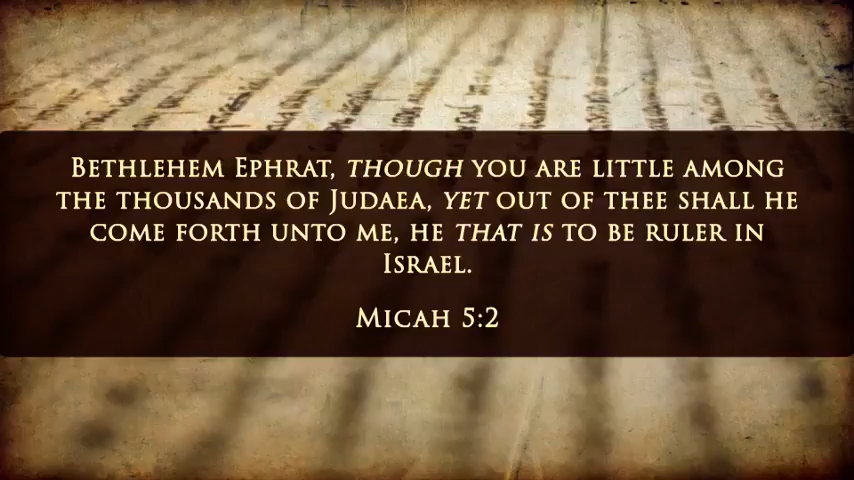 Bethlehem Ephrat, though you are little among
the thousands of Judaea, yet out of thee shall he
come forth unto me, he that is to be ruler in
Israel.
Micah 5:2